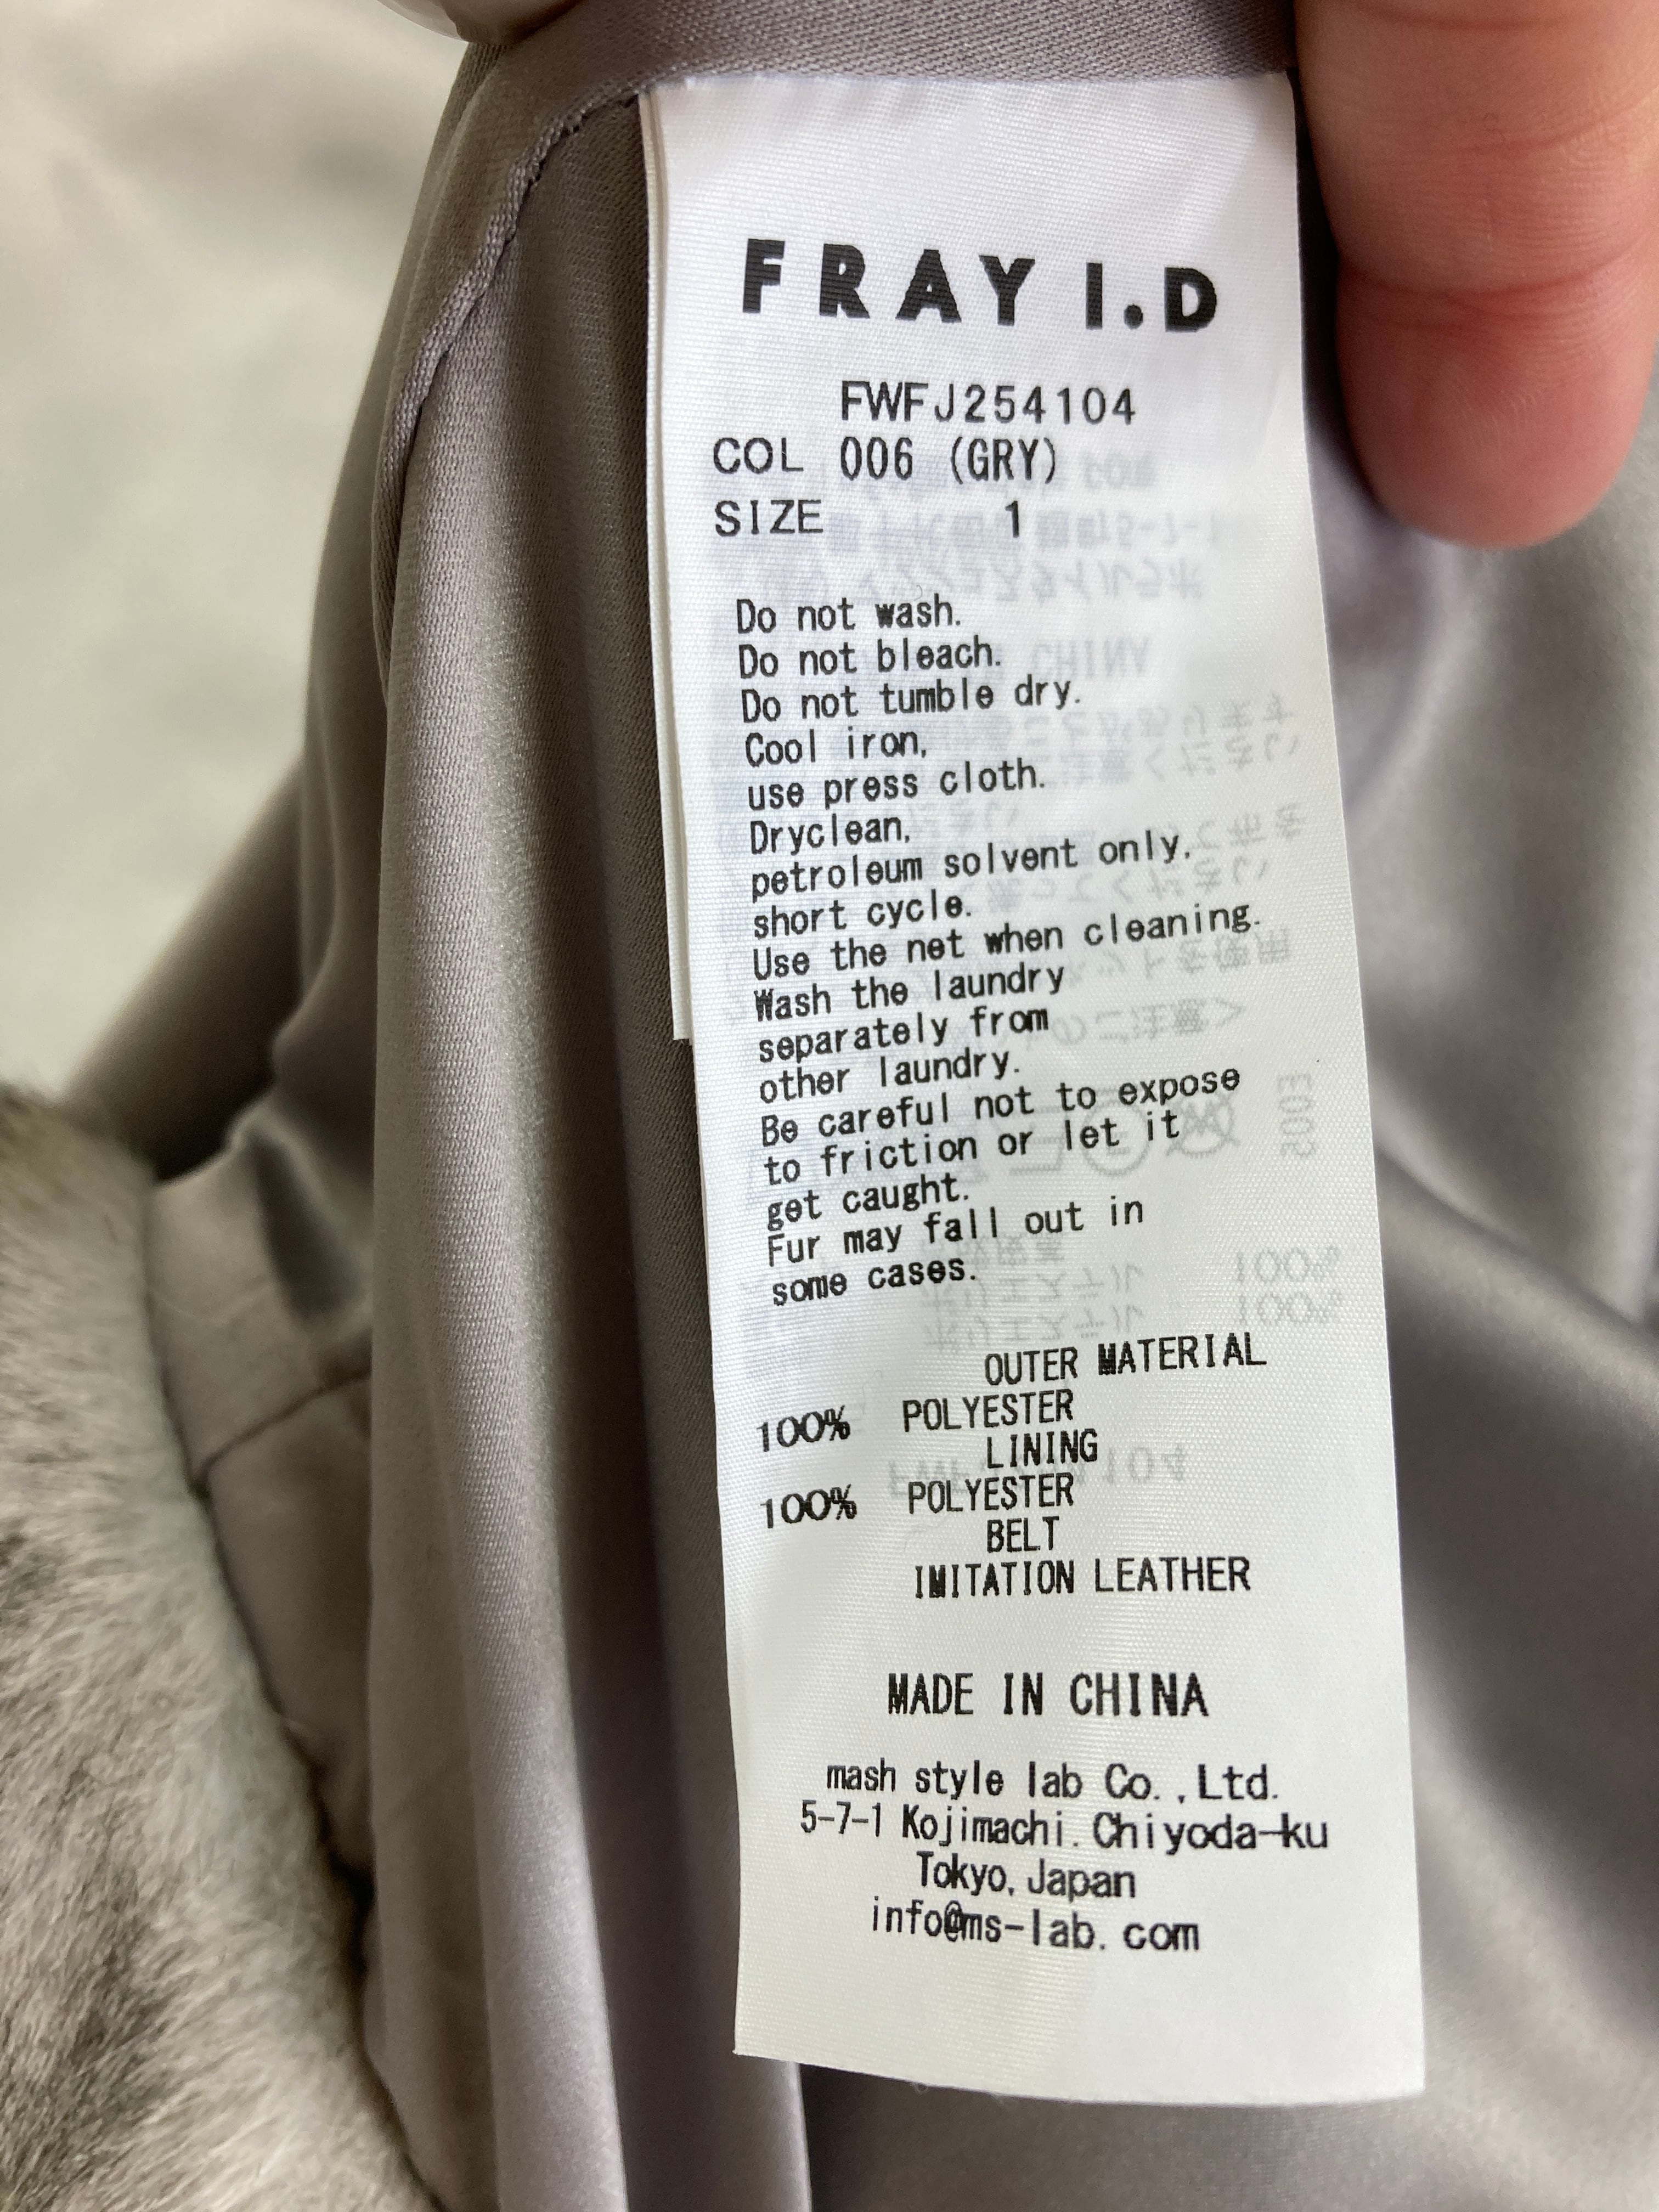 FRAY I.D
FWFJ254104
COL 006 (GRY)
SIZE 1
Do not wash.
Do not bleach.
Do not tumble dry.
Cool iron,
use press cloth.
Dryclean,
petroleum solvent only,
short cycle.
Use the net when cleaning.
Wash the laundry
separately from
other laundry.
Be careful not to expose
to friction or let it
get caught.
Fur may fall out in
some cases.
OUTER MATERIAL
100% POLYESTER
LINING
100% POLYESTER
BELT
IMITATION LEATHER
MADE IN CHINA
mash style lab Co.,Ltd.
5-7-1 Kojimachi. Chiyoda-ku
Tokyo, Japan
info@ms-lab.com